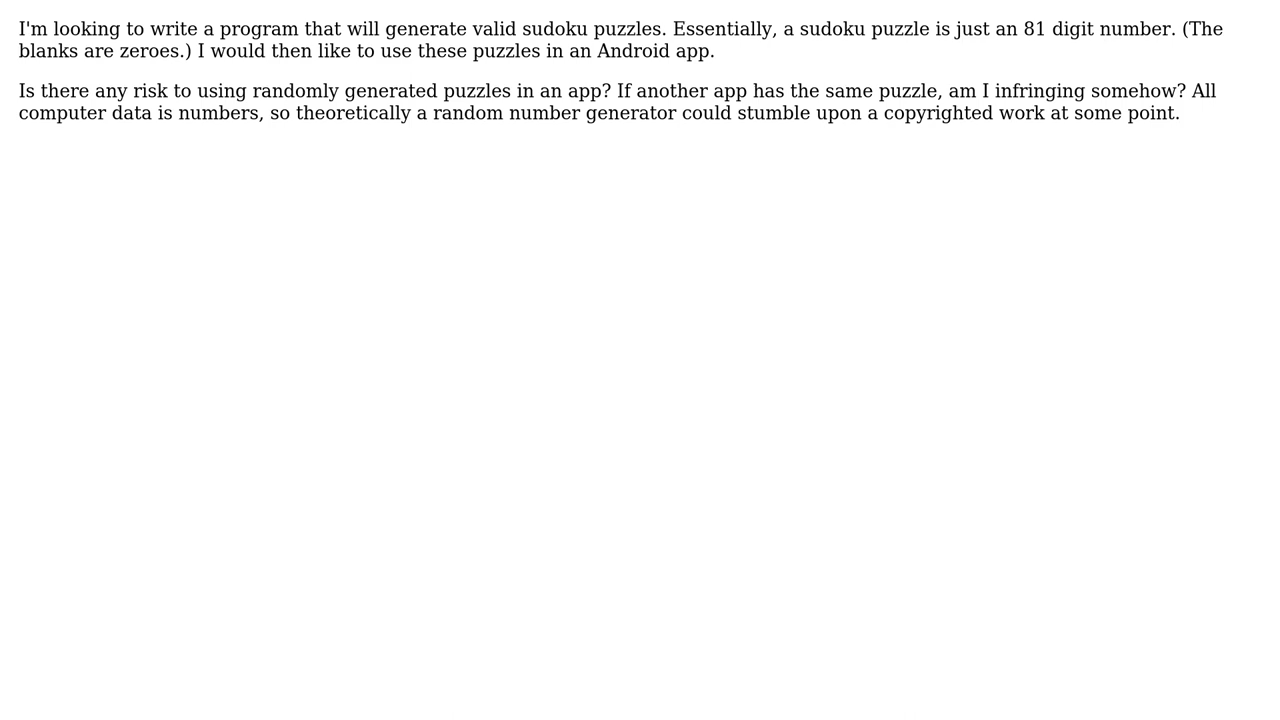 I'm looking to write a program that will generate valid sudoku puzzles. Essentially, a sudoku puzzle is just an 81 digit number. (The
blanks are zeroes.) I would then like to use these puzzles in an Android app.
Is there any risk to using randomly generated puzzles in an app? If another app has the same puzzle, am I infringing somehow? All
computer data is numbers, so theoretically a random number generator could stumble upon a copyrighted work at some point.